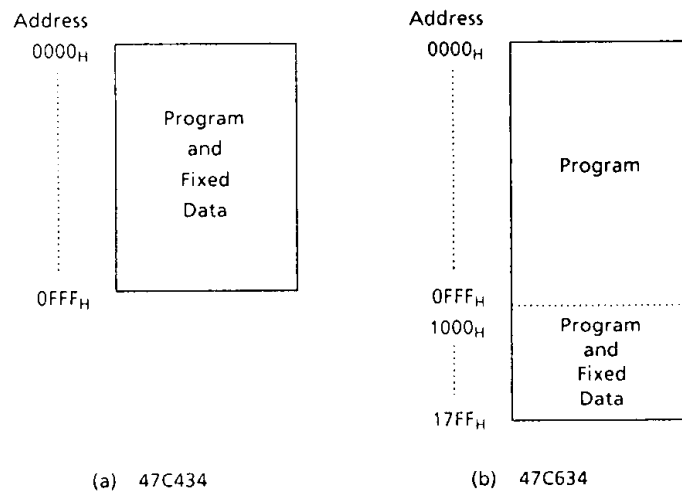 Address
0000H
Program
and
Fixed
Data
0FFFH
(a) 47C434
Address
0000H
Program
0FFFH
1000H
Program
and
Fixed
Data
17FFH
(b) 47C634